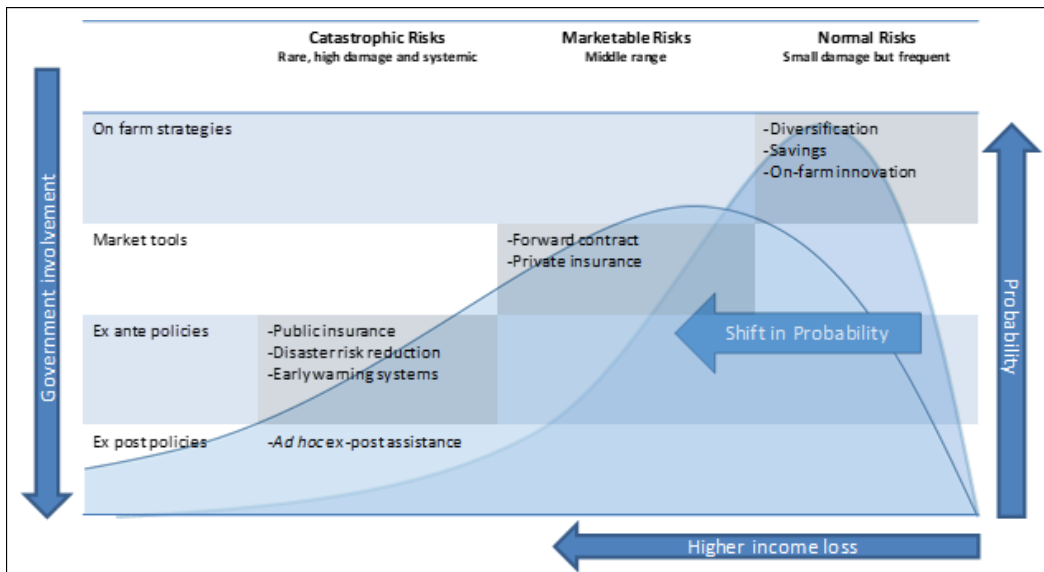 Catastrophic Risks
Rare, high damage and systemic
Marketable Risks
Middle range
Normal Risks
Small damage but frequent
Government involvement
On farm strategies
-Diversification
-Savings
-On-farm innovation
Market tools
-Forward contract
-Private insurance
Ex ante policies
-Public insurance
-Disaster risk reduction
-Early warning systems
Shift in Probability
Ex post policies
-Ad hoc ex-post assistance
Probability
Higher income loss